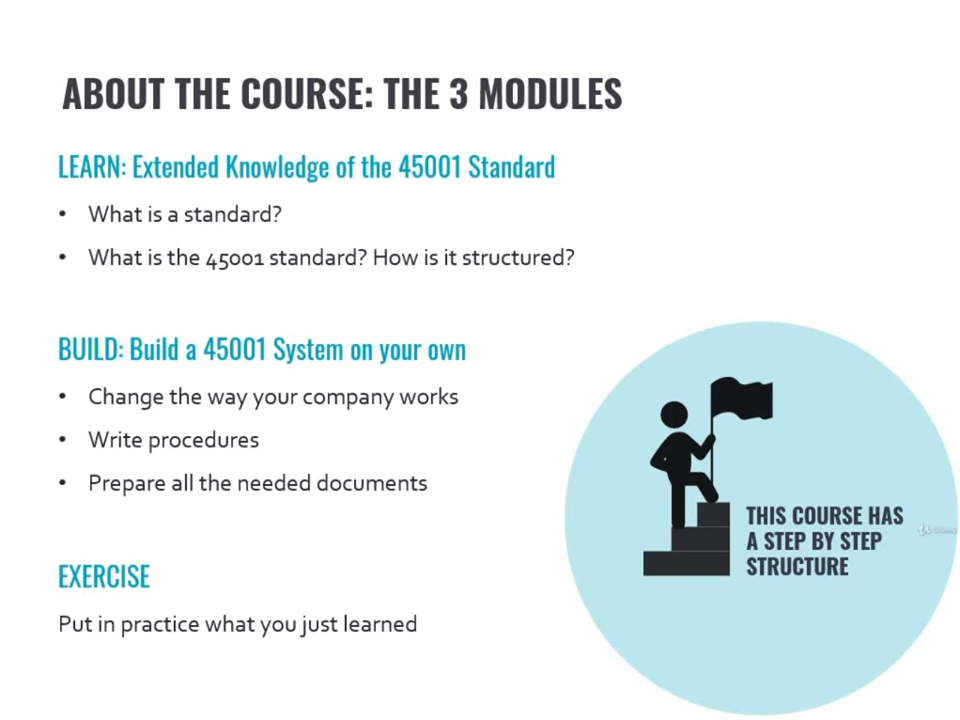 ABOUT THE COURSE: THE 3 MODULES
LEARN: Extended Knowledge of the 45001 Standard
• What is a standard?
• What is the 45001 standard? How is it structured?
BUILD: Build a 45001 System on your own
• Change the way your company works
• Write procedures
• Prepare all the needed documents
EXERCISE
Put in practice what you just learned
THIS COURSE HAS
A STEP BY STEP
STRUCTURE